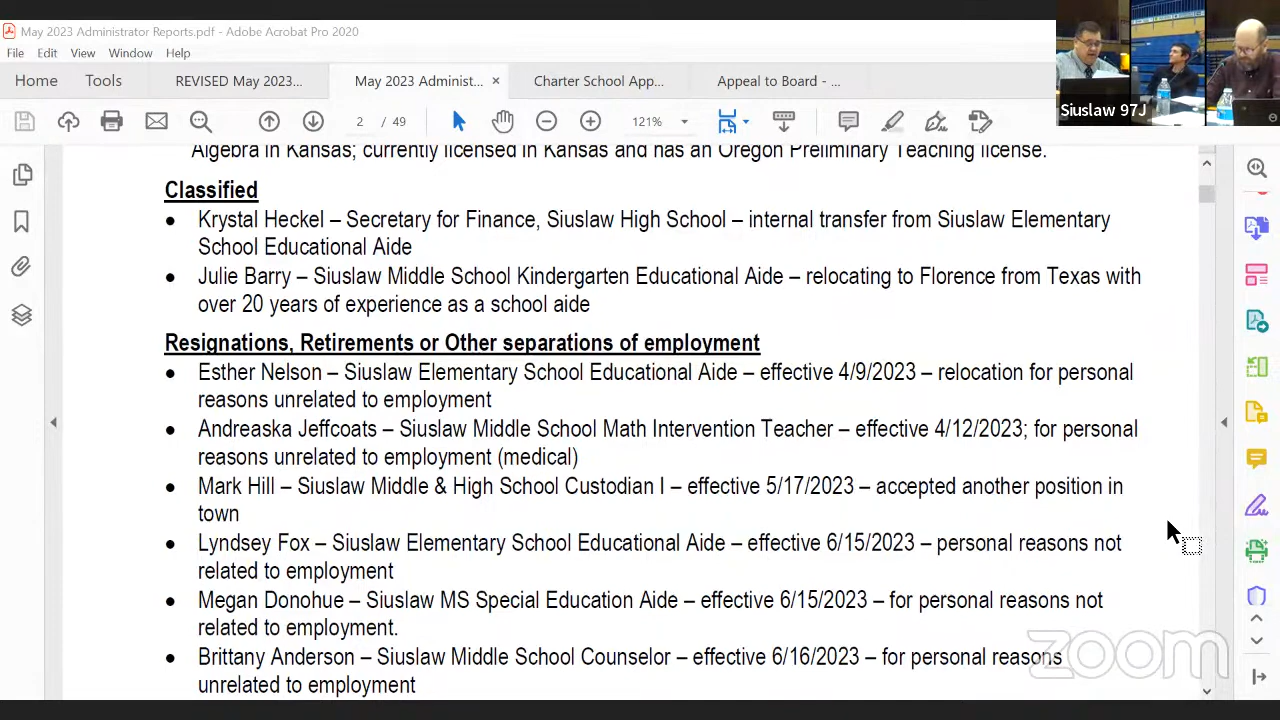 May 2023 Administrator Reports.pdf - Adobe Acrobat Pro 2020
File Edit View Window Help
Home Tools REVISED May 2023... May 2023 Adminis... × Charter School App... Appeal to Board - ...
2 / 49 121%
Siuslaw 97J
Algebra in Kansas; currently licensed in Kansas and has an Oregon Preliminary Teaching license.
Classified
• Krystal Heckel – Secretary for Finance, Siuslaw High School – internal transfer from Siuslaw Elementary
School Educational Aide
• Julie Barry – Siuslaw Middle School Kindergarten Educational Aide – relocating to Florence from Texas with
over 20 years of experience as a school aide
Resignations, Retirements or Other separations of employment
• Esther Nelson – Siuslaw Elementary School Educational Aide – effective 4/9/2023 – relocation for personal
reasons unrelated to employment
• Andreaska Jeffcoats – Siuslaw Middle School Math Intervention Teacher – effective 4/12/2023; for personal
reasons unrelated to employment (medical)
• Mark Hill – Siuslaw Middle & High School Custodian I – effective 5/17/2023 – accepted another position in
town
• Lyndsey Fox – Siuslaw Elementary School Educational Aide – effective 6/15/2023 – personal reasons not
related to employment
• Megan Donohue – Siuslaw MS Special Education Aide – effective 6/15/2023 – for personal reasons not
related to employment.
• Brittany Anderson – Siuslaw Middle School Counselor – effective 6/16/2023 – for personal reasons
unrelated to employment
zoom